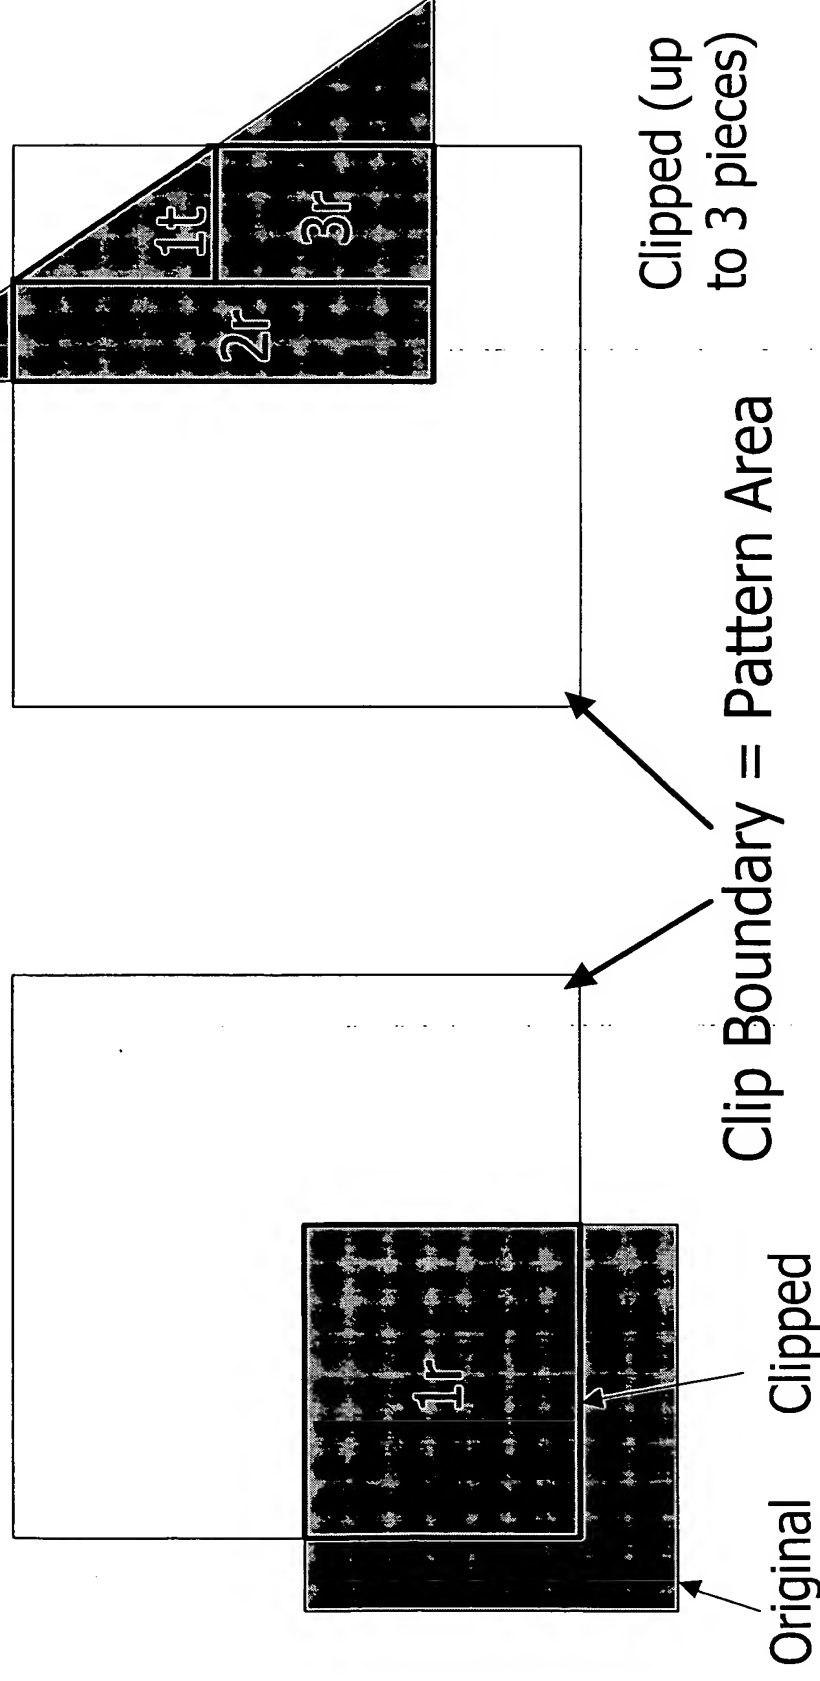 1r
2r
1t
3r
Original
Clipped
Clip Boundary = Pattern Area
Clipped (up
to 3 pieces)